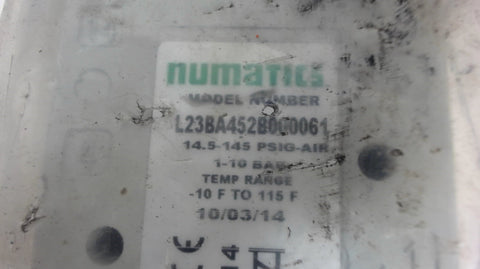 numatics
MODEL NUMBER
L23BA452B000061
14.5-145 PSIG-AIR
1-10 BAR
TEMP RANGE
-10 F TO 115 F
10/03/14